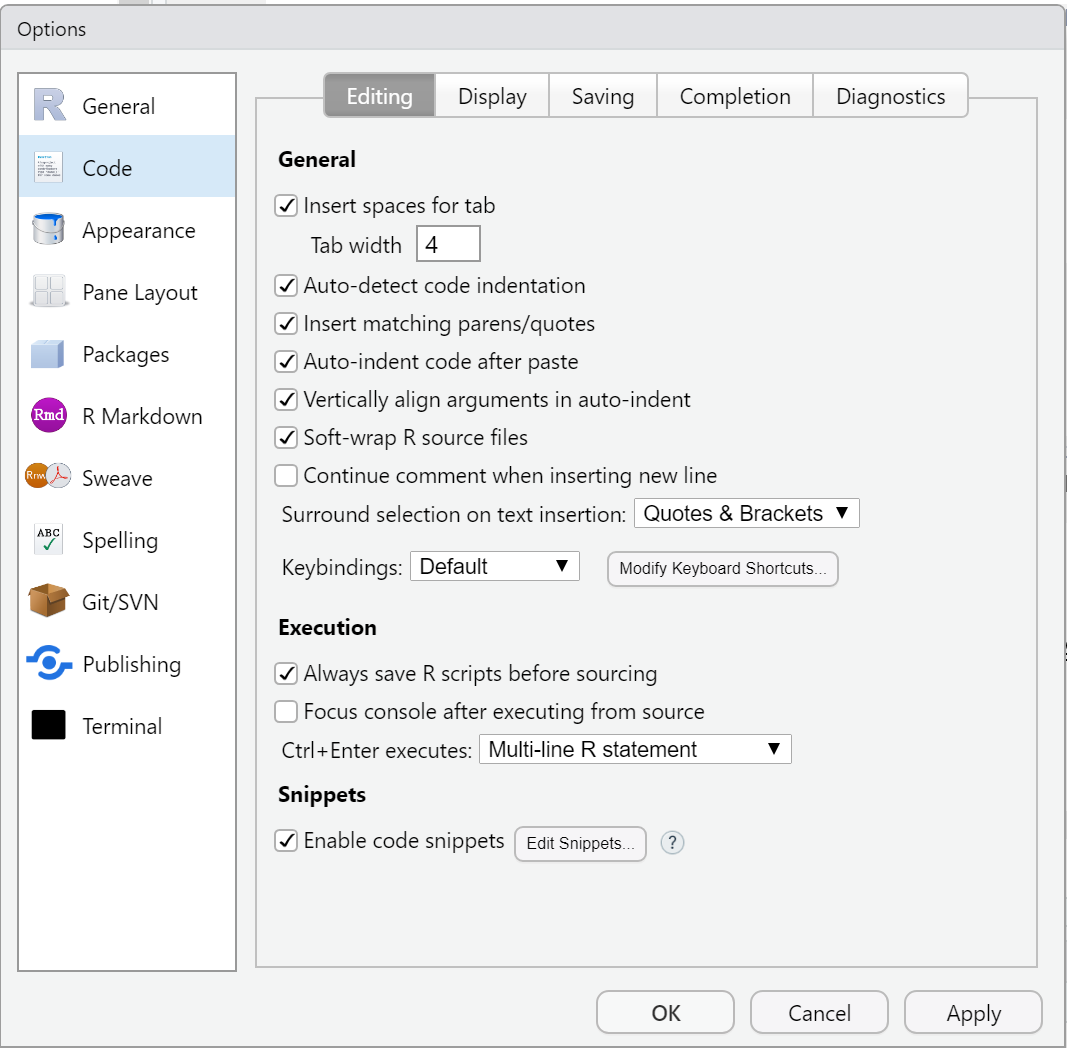 Options
General
Code
Appearance
Pane Layout
Packages
Rmd R Markdown
Rnw Sweave
ABC Spelling
Git/SVN
Publishing
Terminal
Editing Display Saving Completion Diagnostics
General
Insert spaces for tab
Tab width 4
Auto-detect code indentation
Insert matching parens/quotes
Auto-indent code after paste
Vertically align arguments in auto-indent
Soft-wrap R source files
Continue comment when inserting new line
Surround selection on text insertion: Quotes & Brackets ▼
Keybindings: Default ▼ Modify Keyboard Shortcuts...
Execution
Always save R scripts before sourcing
Focus console after executing from source
Ctrl+Enter executes: Multi-line R statement ▼
Snippets
Enable code snippets Edit Snippets... ?
OK Cancel Apply